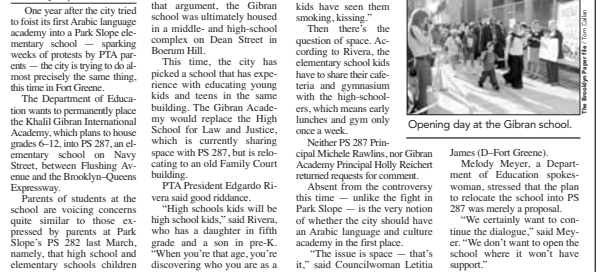 One year after the city tried
to foist its first Arabic language
academy into a Park Slope ele-
mentary school — sparking
weeks of protests by PTA par-
ents — the city is trying to do al-
most precisely the same thing,
this time in Fort Greene.
The Department of Educa-
tion wants to permanently place
the Khalil Gibran International
Academy, which plans to house
grades 6–12, into PS 287, an el-
ementary school on Navy
Street, between Flushing Av-
enue and the Brooklyn–Queens
Expressway.
Parents of students at the
school are voicing concerns
quite similar to those ex-
pressed by parents at Park
Slope's PS 282 last March,
namely, that high school and
elementary schools children
that argument, the Gibran
school was ultimately housed
in a middle- and high-school
complex on Dean Street in
Boerum Hill.
This time, the city has
picked a school that has expe-
rience with educating young
kids and teens in the same
building. The Gibran Acade-
my would replace the High
School for Law and Justice,
which is currently sharing
space with PS 287, but is relo-
cating to an old Family Court
building.
PTA President Edgardo Ri-
vera said good riddance.
“High schools kids will be
high school kids,” said Rivera,
who has a daughter in fifth
grade and a son in pre-K.
“When you're that age, you're
discovering who you are as a
kids have seen them
smoking, kissing.”
Then there's the
question of space. Ac-
cording to Rivera, the
elementary school kids
have to share their cafe-
teria and gymnasium
with the high-school-
ers, which means early
lunches and gym only
once a week.
Neither PS 287 Prin-
cipal Michele Rawlins, nor Gibran
Academy Principal Holly Reichert
returned requests for comment.
Absent from the controversy
this time — unlike the fight in
Park Slope — is the very notion
of whether the city should have
an Arabic language and culture
academy in the first place.
“The issue is space — that's
it,” said Councilwoman Letitia
The Brooklyn Paper file / Tom Callan
Opening day at the Gibran school.
James (D–Fort Greene).
Melody Meyer, a Depart-
ment of Education spokes-
woman, stressed that the plan
to relocate the school into PS
287 was merely a proposal.
“We certainly want to con-
tinue the dialogue,” said Mey-
er. “We don't want to open the
school where it won't have
support.”